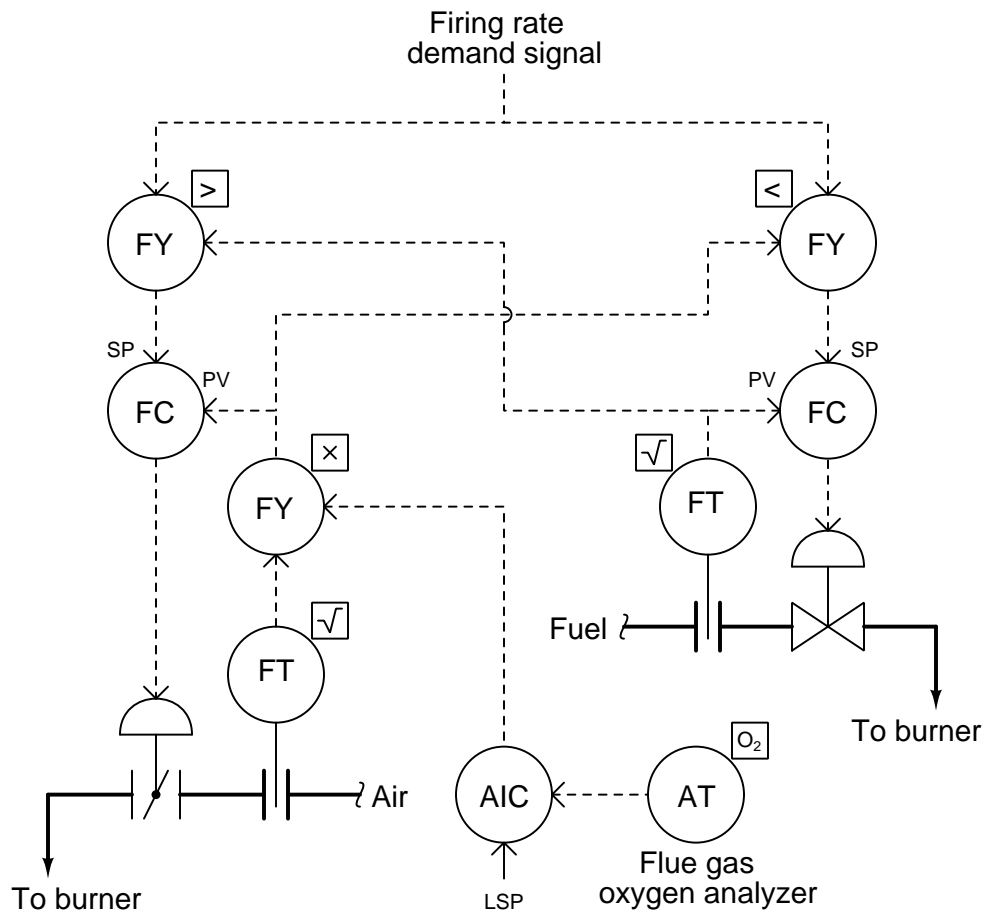 Firing rate
demand signal
>
<
FY
FY
SP
SP
PV
PV
FC
FC
×
√
FY
FT
√
Fuel
FT
To burner
O₂
Air
AIC
AT
Flue gas
oxygen analyzer
To burner
LSP